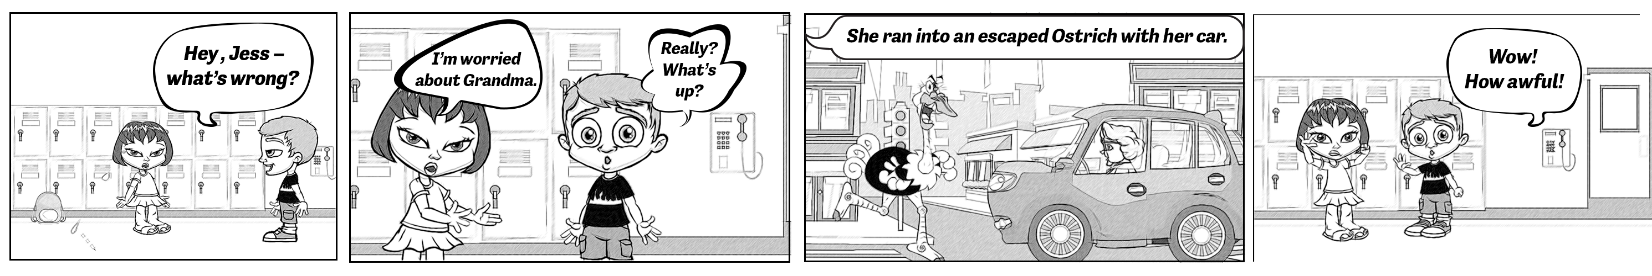 Hey, Jess –
what's wrong?
I'm worried
about Grandma.
Really?
What's
up?
She ran into an escaped Ostrich with her car.
Wow!
How awful!